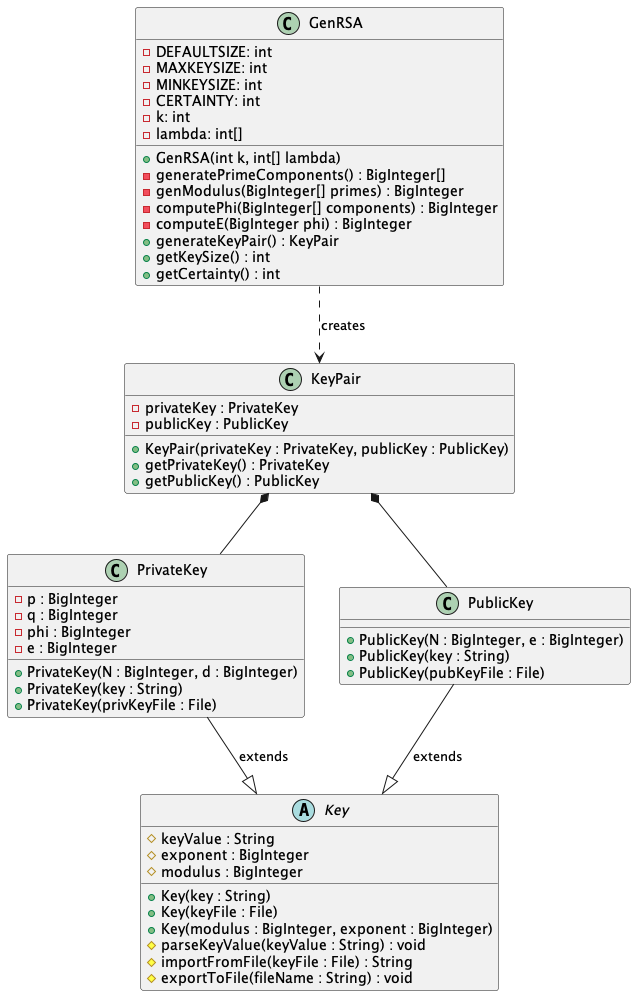 C GenRSA
DEFAULTSIZE: int
MAXKEYSIZE: int
MINKEYSIZE: int
CERTAINTY: int
k: int
lambda: int[]
GenRSA(int k, int[] lambda)
generatePrimeComponents() : BigInteger[]
genModulus(BigInteger[] primes) : BigInteger
computePhi(BigInteger[] components) : BigInteger
computeE(BigInteger phi) : BigInteger
generateKeyPair() : KeyPair
getKeySize() : int
getCertainty() : int
creates
C KeyPair
privateKey : PrivateKey
publicKey : PublicKey
KeyPair(privateKey : PrivateKey, publicKey : PublicKey)
getPrivateKey() : PrivateKey
getPublicKey() : PublicKey
C PrivateKey
p : BigInteger
q : BigInteger
phi : BigInteger
e : BigInteger
PrivateKey(N : BigInteger, d : BigInteger)
PrivateKey(key : String)
PrivateKey(privKeyFile : File)
C PublicKey
PublicKey(N : BigInteger, e : BigInteger)
PublicKey(key : String)
PublicKey(pubKeyFile : File)
extends
extends
A Key
keyValue : String
exponent : BigInteger
modulus : BigInteger
Key(key : String)
Key(keyFile : File)
Key(modulus : BigInteger, exponent : BigInteger)
parseKeyValue(keyValue : String) : void
importFromFile(keyFile : File) : String
exportToFile(fileName : String) : void